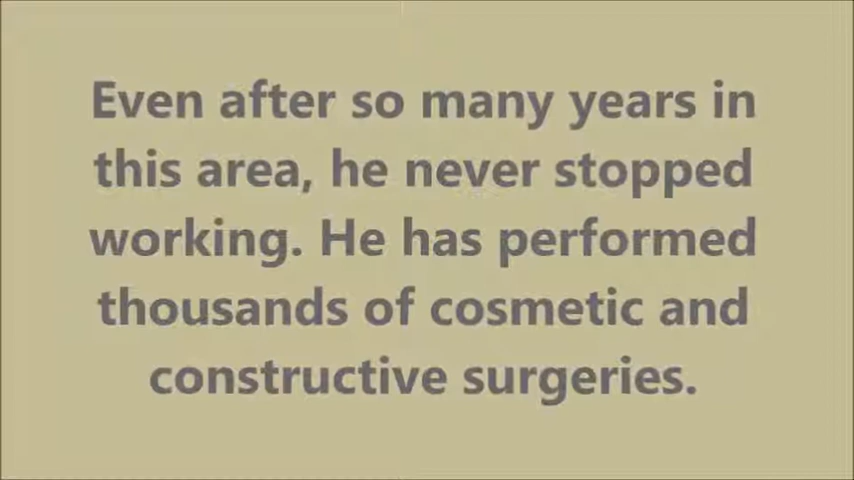 Even after so many years in
this area, he never stopped
working. He has performed
thousands of cosmetic and
constructive surgeries.